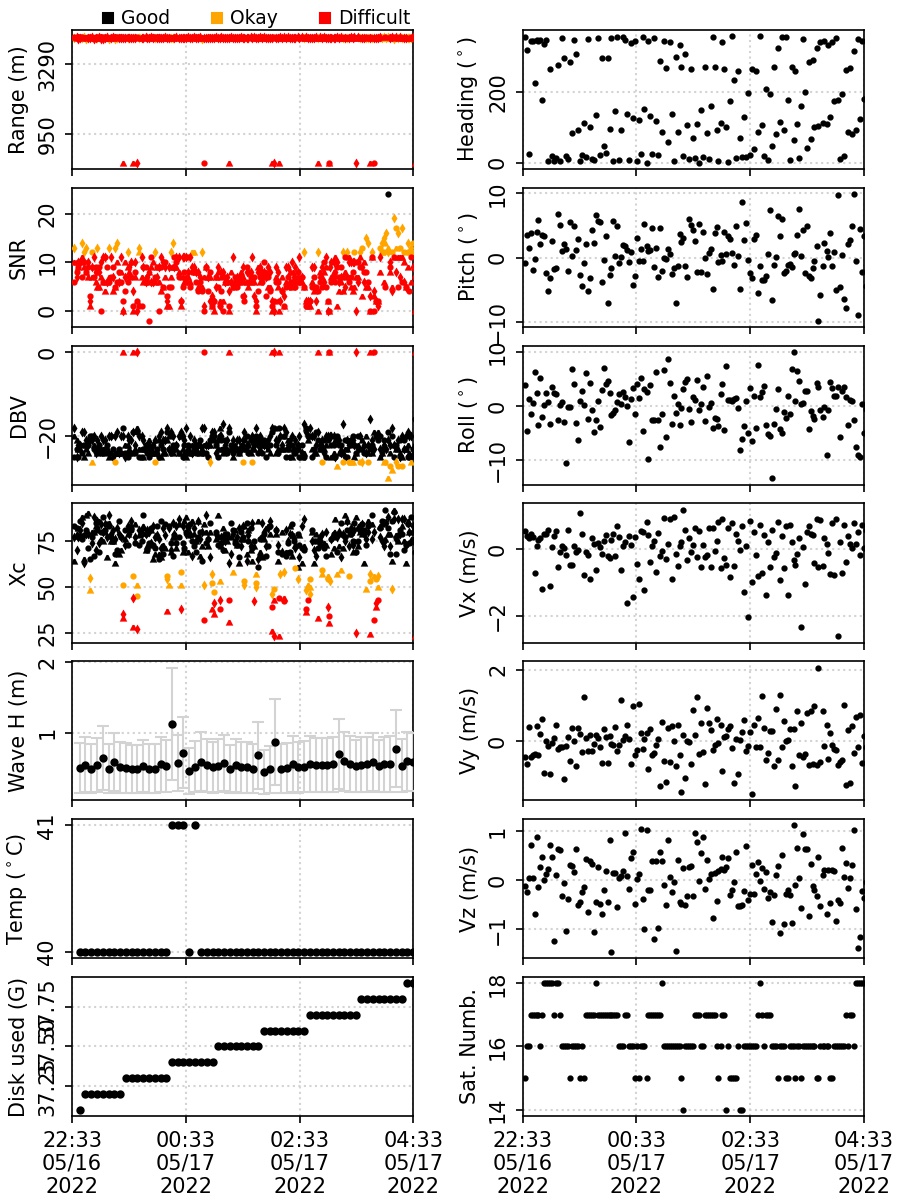 Good Okay Difficult
Range (m)
3290
950
Heading (°)
200
0
SNR
20
10
0
Pitch (°)
10
0
−10
DBV
0
−20
Roll (°)
10
0
−10
Xc
75
50
25
Vx (m/s)
0
−2
Wave H (m)
2
1
Vy (m/s)
2
0
Temp (°C)
41
40
Vz (m/s)
1
0
−1
Disk used (G)
37.25
Sat. Numb.
18
16
14
22:33 00:33 02:33 04:33
05/16 05/17 05/17 05/17
2022 2022 2022 2022
22:33 00:33 02:33 04:33
05/16 05/17 05/17 05/17
2022 2022 2022 2022